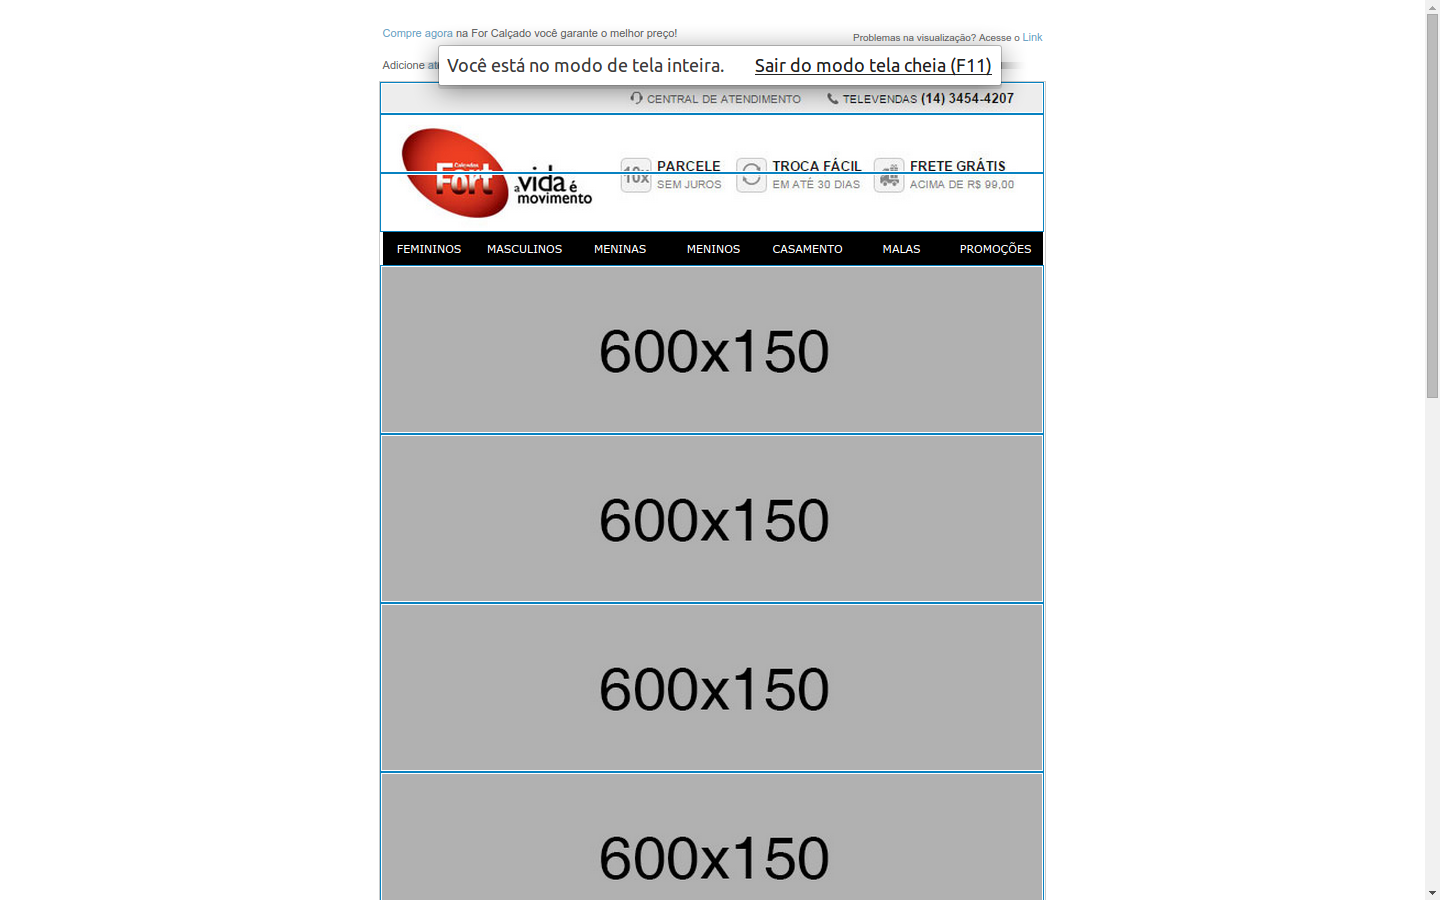 Compre agora na For Calçado você garante o melhor preço!
Problemas na visualização? Acesse o Link
Adicione
Você está no modo de tela inteira. Sair do modo tela cheia (F11)
CENTRAL DE ATENDIMENTO TELEVENDAS (14) 3454-4207
Calçados
Fort
a vida é
movimento
10x PARCELE
SEM JUROS
TROCA FÁCIL
EM ATÉ 30 DIAS
FRETE GRÁTIS
ACIMA DE R$ 99,00
FEMININOS MASCULINOS MENINAS MENINOS CASAMENTO MALAS PROMOÇÕES
600x150
600x150
600x150
600x150